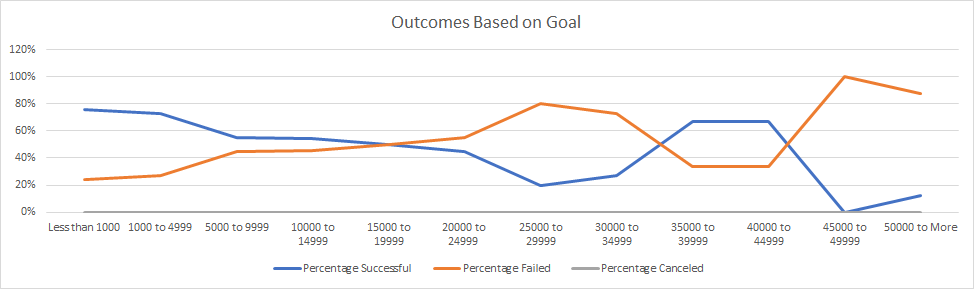 Outcomes Based on Goal
120%
100%
80%
60%
40%
20%
0%
Less than 1000
1000 to 4999
5000 to 9999
10000 to
14999
15000 to
19999
20000 to
24999
25000 to
29999
30000 to
34999
35000 to
39999
40000 to
44999
45000 to
49999
50000 to More
Percentage Successful
Percentage Failed
Percentage Canceled